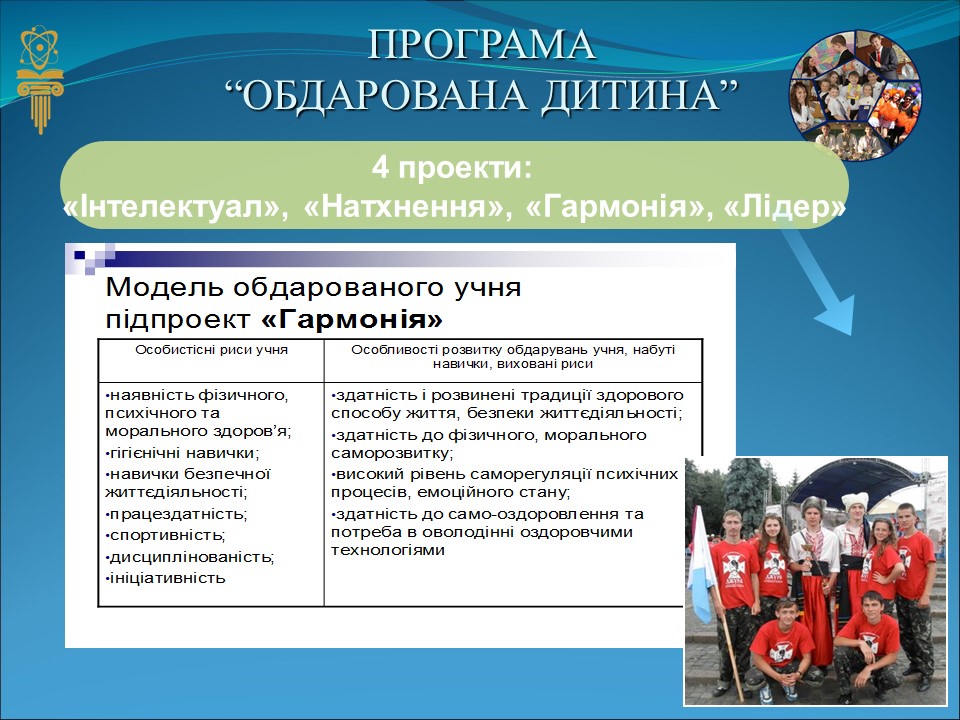 ПРОГРАМА
“ОБДАРОВАНА ДИТИНА”
4 проекти:
«Інтелектуал», «Натхнення», «Гармонія», «Лідер»
Модель обдарованого учня
підпроект «Гармонія»
Особистісні риси учня
•наявність фізичного,
психічного та
морального здоров’я;
•гігієнічні навички;
•навички безпечної
життєдіяльності;
•працездатність;
•спортивність;
•дисциплінованість;
•ініціативність
Особливості розвитку обдарувань учня, набуті
навички, виховані риси
•здатність і розвинені традиції здорового
способу життя, безпеки життєдіяльності;
•здатність до фізичного, морального
саморозвитку;
•високий рівень саморегуляції психічних
процесів, емоційного стану;
•здатність до само-оздоровлення та
потреба в оволодінні оздоровчими
технологіями